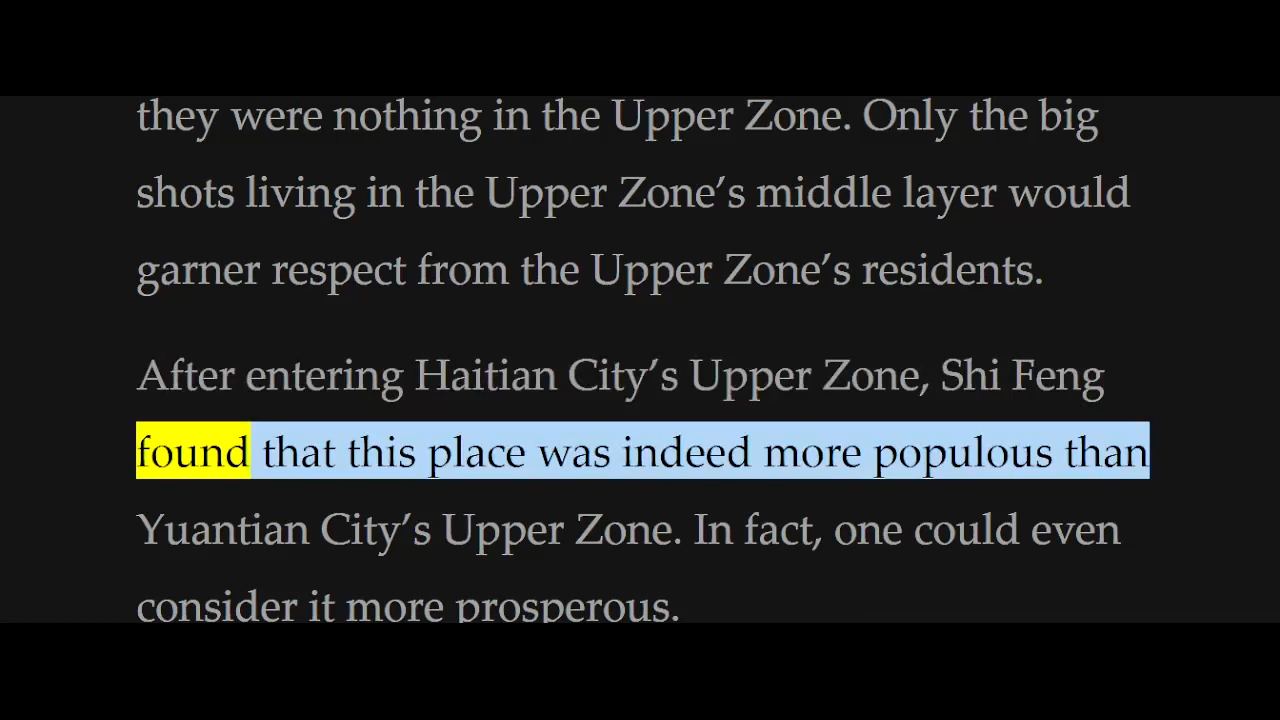 they were nothing in the Upper Zone. Only the big
shots living in the Upper Zone’s middle layer would
garner respect from the Upper Zone’s residents.
After entering Haitian City’s Upper Zone, Shi Feng
found that this place was indeed more populous than
Yuantian City’s Upper Zone. In fact, one could even
consider it more prosperous.